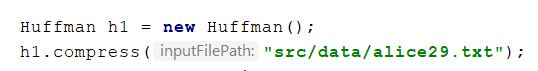 Huffman h1 = new Huffman();
h1.compress( inputFilePath: "src/data/alice29.txt");